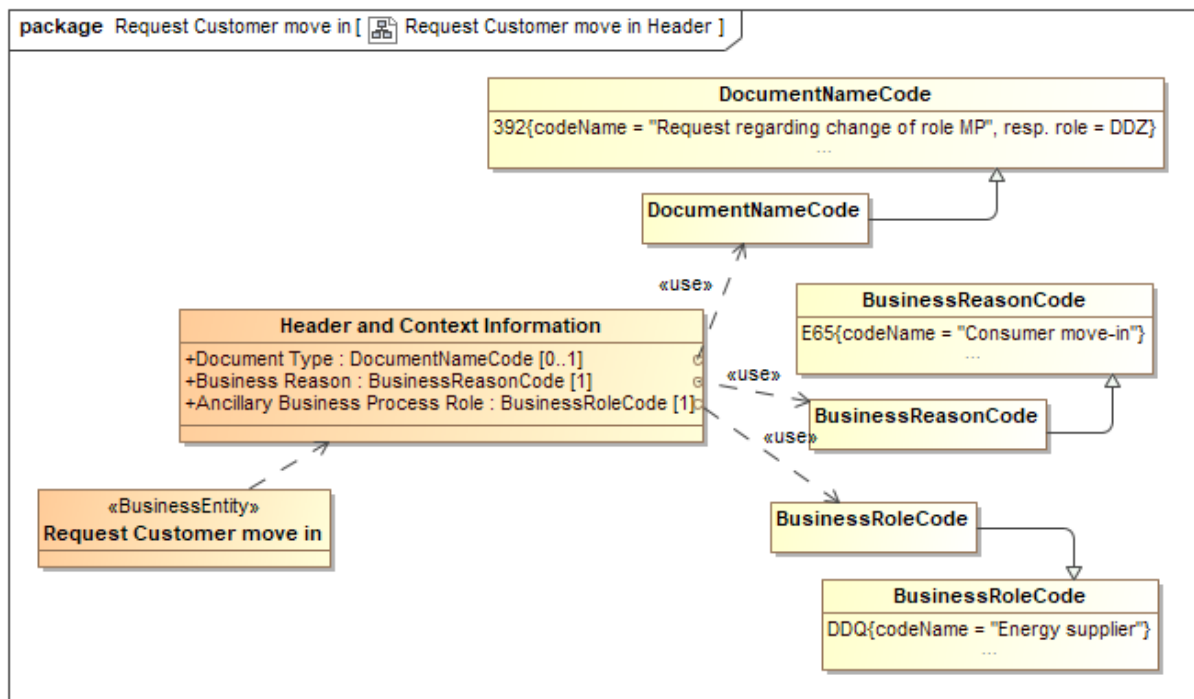 package Request Customer move in [ Request Customer move in Header ]
DocumentNameCode
392{codeName = "Request regarding change of role MP", resp. role = DDZ}
...
DocumentNameCode
«use»
BusinessReasonCode
E65{codeName = "Consumer move-in"}
...
Header and Context Information
+Document Type : DocumentNameCode [0..1]
+Business Reason : BusinessReasonCode [1]
+Ancillary Business Process Role : BusinessRoleCode [1]
«use»
BusinessReasonCode
«use»
«BusinessEntity»
Request Customer move in
BusinessRoleCode
BusinessRoleCode
DDQ{codeName = "Energy supplier"}
...